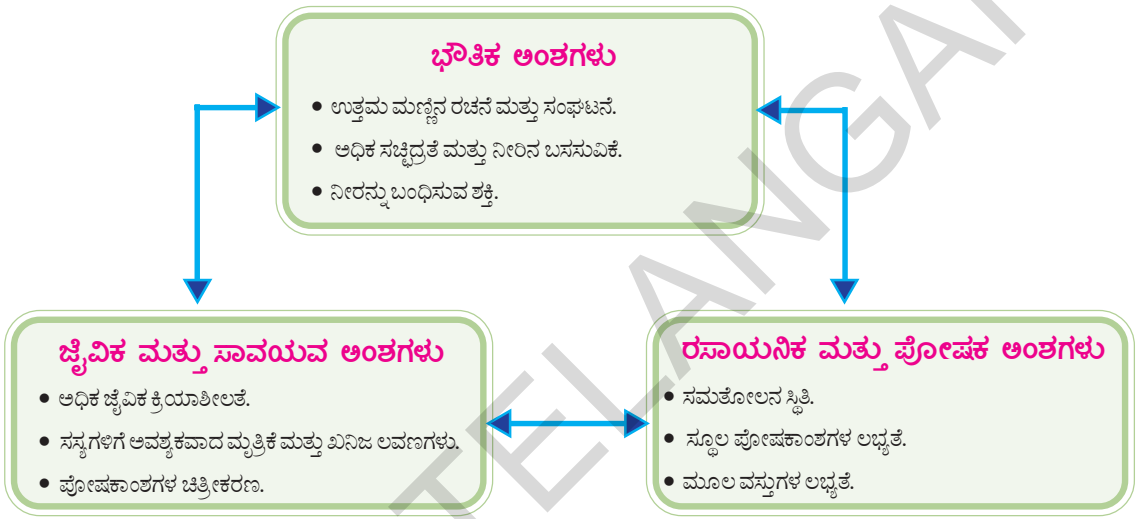 ಭೌತಿಕ ಅಂಶಗಳು
• ಉತ್ತಮ ಮಣ್ಣಿನ ರಚನೆ ಮತ್ತು ಸಂಘಟನೆ.
• ಅಧಿಕ ಸಚ್ಛಿದ್ರತೆ ಮತ್ತು ನೀರಿನ ಬಸಸುವಿಕೆ.
• ನೀರನ್ನು ಬಂಧಿಸುವ ಶಕ್ತಿ.
ಜೈವಿಕ ಮತ್ತು ಸಾವಯವ ಅಂಶಗಳು
• ಅಧಿಕ ಜೈವಿಕ ಕ್ರಿಯಾಶೀಲತೆ.
• ಸಸ್ಯಗಳಿಗೆ ಅವಶ್ಯಕವಾದ ಮೃತ್ರಿಕೆ ಮತ್ತು ಖನಿಜ ಲವಣಗಳು.
• ಪೋಷಕಾಂಶಗಳ ಚಿತ್ರೀಕರಣ.
ರಸಾಯನಿಕ ಮತ್ತು ಪೋಷಕ ಅಂಶಗಳು
• ಸಮತೋಲನ ಸ್ಥಿತಿ.
• ಸ್ಥೂಲ ಪೋಷಕಾಂಶಗಳ ಲಭ್ಯತೆ.
• ಮೂಲ ವಸ್ತುಗಳ ಲಭ್ಯತೆ.
TELANGA